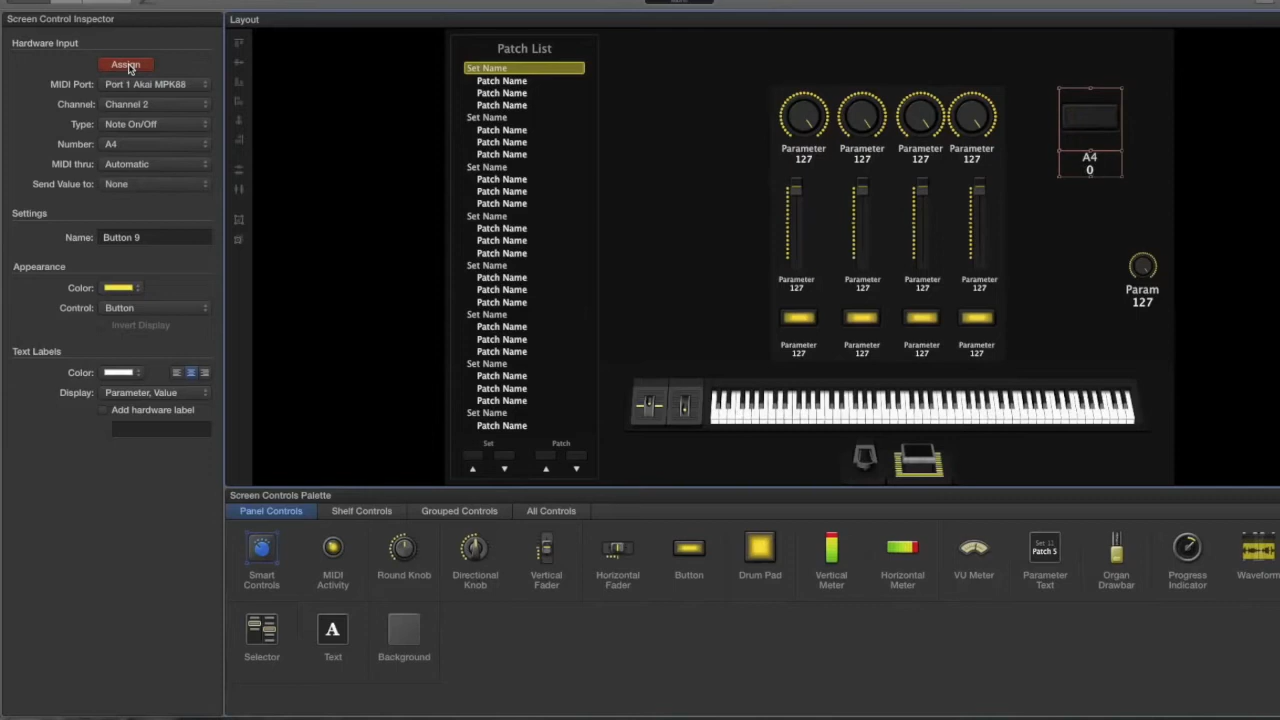 Screen Control Inspector
Hardware Input
Assign
MIDI Port: Port 1 Akai MPK88
Channel: Channel 2
Type: Note On/Off
Number: A4
MIDI thru: Automatic
Send Value to: None
Settings
Name: Button 9
Appearance
Color:
Control: Button
Invert Display
Text Labels
Color:
Display: Parameter, Value
Add hardware label
Layout
Patch List
Set Name
Patch Name
Patch Name
Patch Name
Set Name
Patch Name
Patch Name
Patch Name
Set Name
Patch Name
Patch Name
Patch Name
Set Name
Patch Name
Patch Name
Patch Name
Set Name
Patch Name
Patch Name
Patch Name
Set Name
Patch Name
Patch Name
Patch Name
Set Name
Patch Name
Patch Name
Patch Name
Set Name
Patch Name
Set Patch
Parameter Parameter Parameter Parameter
127 127 127 127
Parameter Parameter Parameter Parameter
127 127 127 127
Parameter Parameter Parameter Parameter
127 127 127 127
A4
0
Param
127
Screen Controls Palette
Panel Controls Shelf Controls Grouped Controls All Controls
Set 11
Patch 5
Smart MIDI Round Knob Directional Vertical Horizontal Button Drum Pad Vertical Horizontal VU Meter Parameter Organ Progress Waveform
Controls Activity Knob Fader Fader Meter Meter Text Drawbar Indicator
A
Selector Text Background